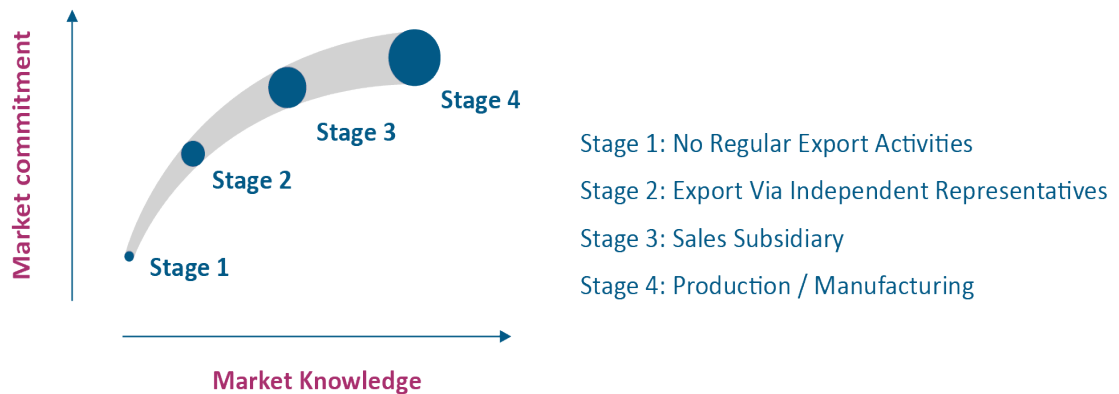 Market commitment
Stage 4
Stage 3
Stage 2
Stage 1
Market Knowledge
Stage 1: No Regular Export Activities
Stage 2: Export Via Independent Representatives
Stage 3: Sales Subsidiary
Stage 4: Production / Manufacturing